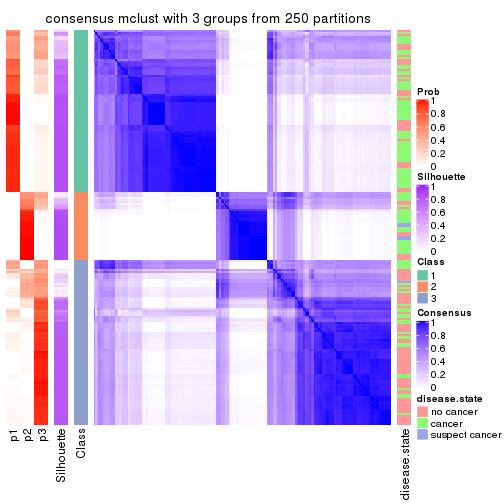 consensus mclust with 3 groups from 250 partitions
p1
p2
p3
Silhouette
Class
disease.state
Prob
1
0.8
0.6
0.4
0.2
0
Silhouette
1
0.8
0.6
0.4
0.2
0
Class
1
2
3
Consensus
1
0.8
0.6
0.4
0.2
0
disease.state
no cancer
cancer
suspect cancer